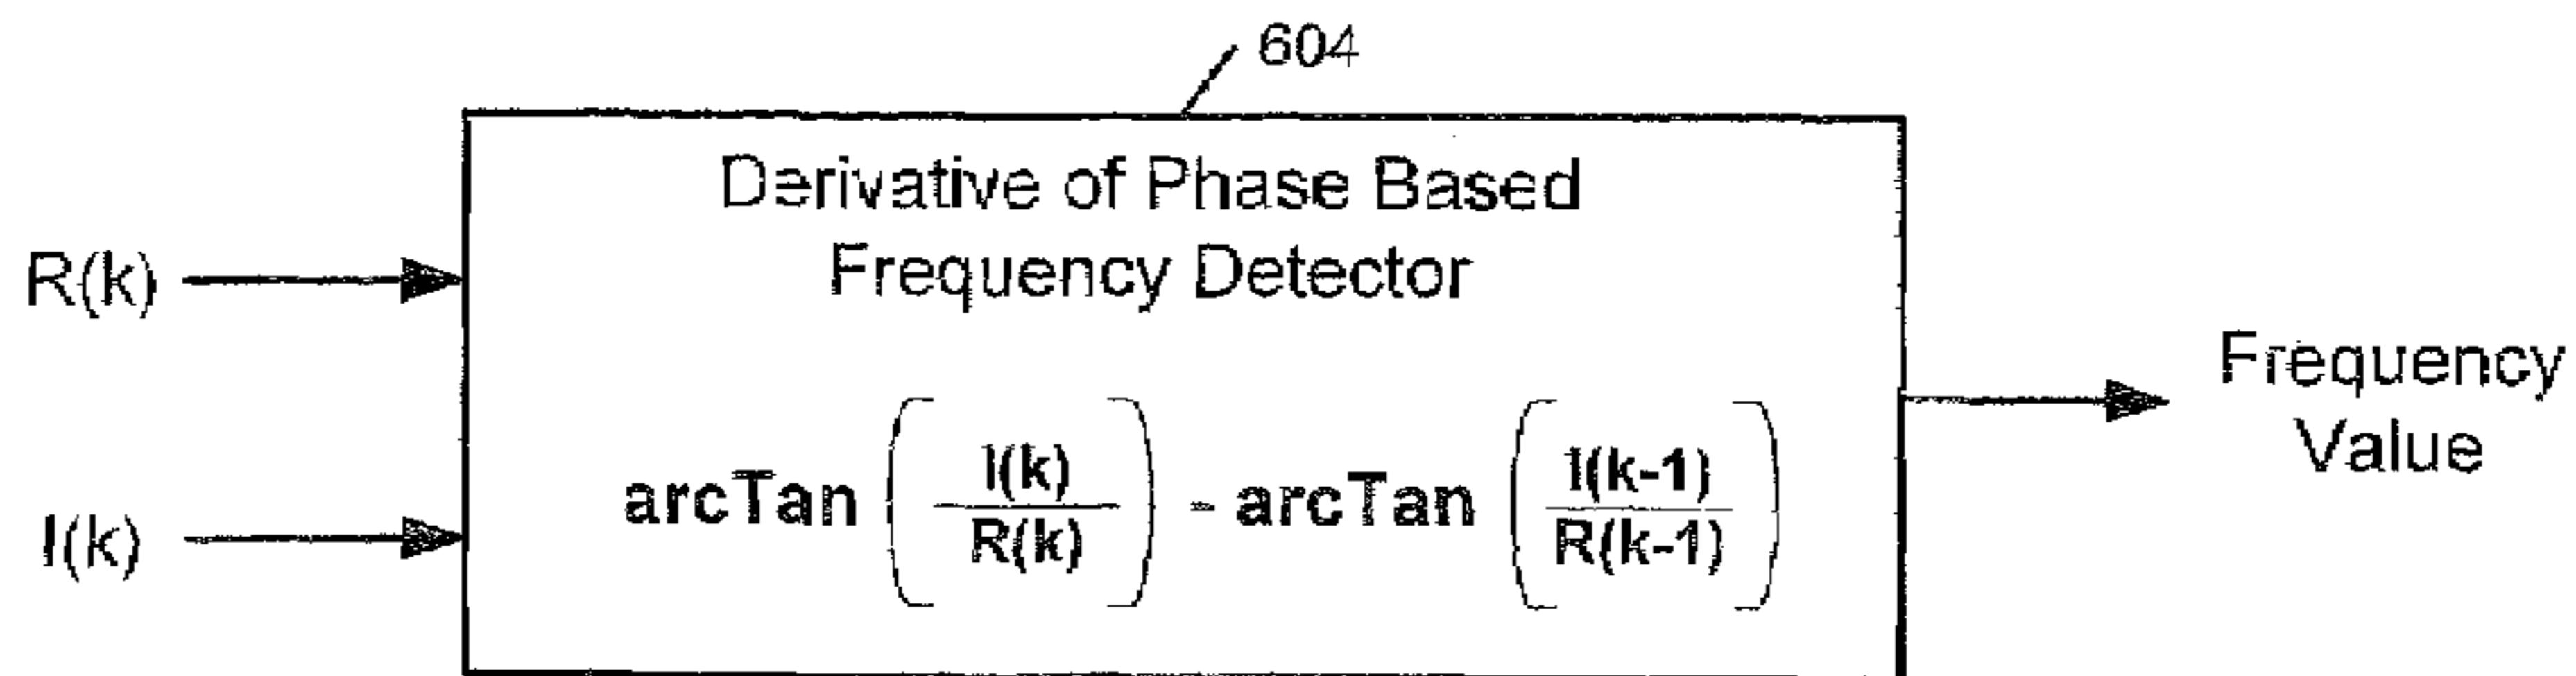 604
Derivative of Phase Based
Frequency Detector
R(k)
I(k)
arcTan ( I(k) / R(k) ) - arcTan ( I(k-1) / R(k-1) )
Frequency
Value